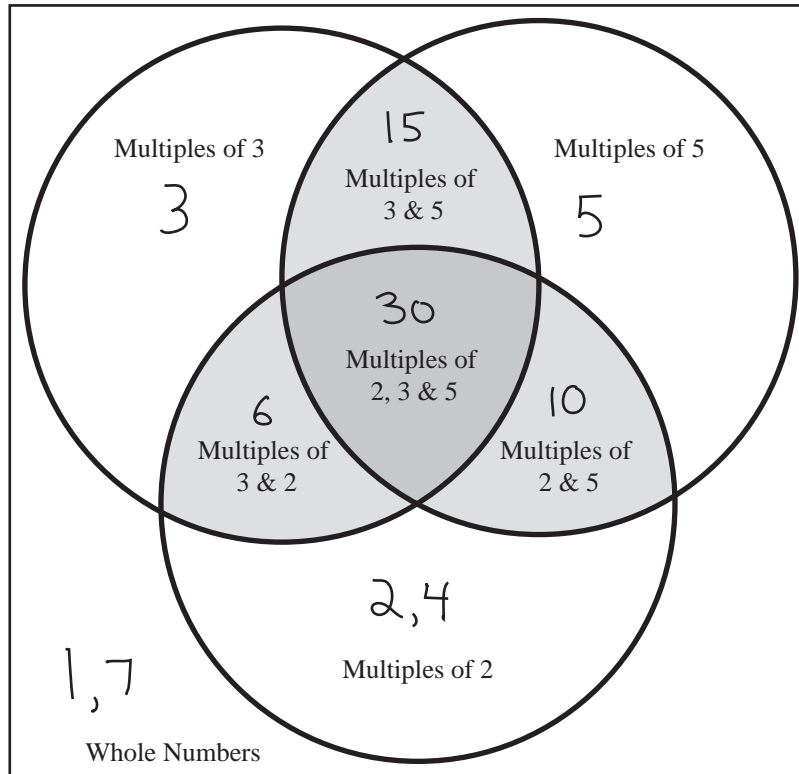 15
Multiples of 3
Multiples of
3 & 5
Multiples of 5
3
5
30
Multiples of
2, 3 & 5
6
Multiples of
3 & 2
10
Multiples of
2 & 5
2,4
Multiples of 2
1,7
Whole Numbers